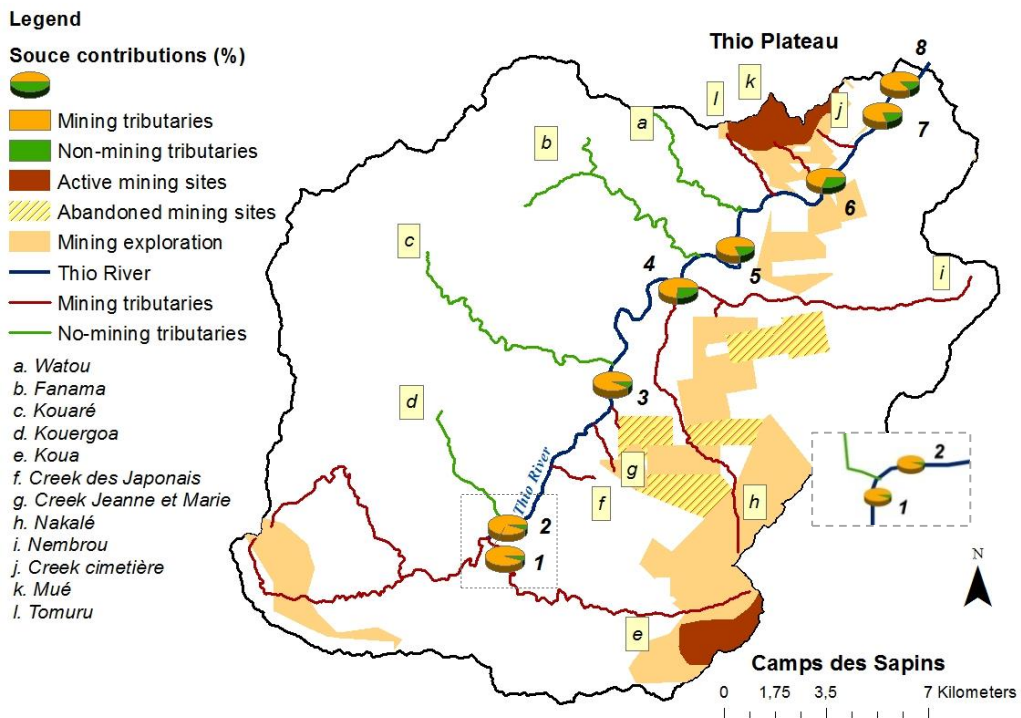 Legend
Souce contributions (%)
Mining tributaries
Non-mining tributaries
Active mining sites
Abandoned mining sites
Mining exploration
Thio River
Mining tributaries
No-mining tributaries
a. Watou
b. Fanama
c. Kouaré
d. Kouergoa
e. Koua
f. Creek des Japonais
g. Creek Jeanne et Marie
h. Nakalé
i. Nembrou
j. Creek cimetière
k. Mué
l. Tomuru
Thio Plateau
8
k
l
j
a
7
b
6
c
5
4
i
3
d
g
Thio River
f
h
2
1
e
2
1
N
Camps des Sapins
0 1,75 3,5 7 Kilometers